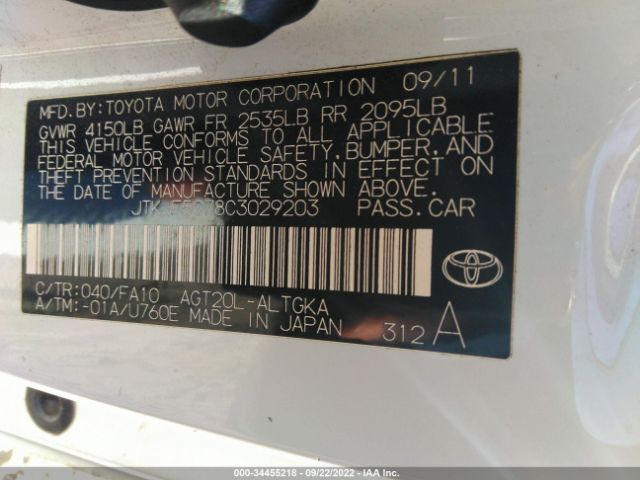 MFD. BY: TOYOTA MOTOR CORPORATION 09/11
GVWR 4150LB GAWR FR 2535LB RR 2095LB
THIS VEHICLE CONFORMS TO ALL APPLICABLE
FEDERAL MOTOR VEHICLE SAFETY, BUMPER, AND
THEFT PREVENTION STANDARDS IN EFFECT ON
THE DATE OF MANUFACTURE SHOWN ABOVE.
PASS. CAR
C/TR: 040/FA10 AGT20L-ALTGKA
A/TM: -01A/U760E MADE IN JAPAN 312 A
000-34455218 - 09/22/2022 - IAA Inc.